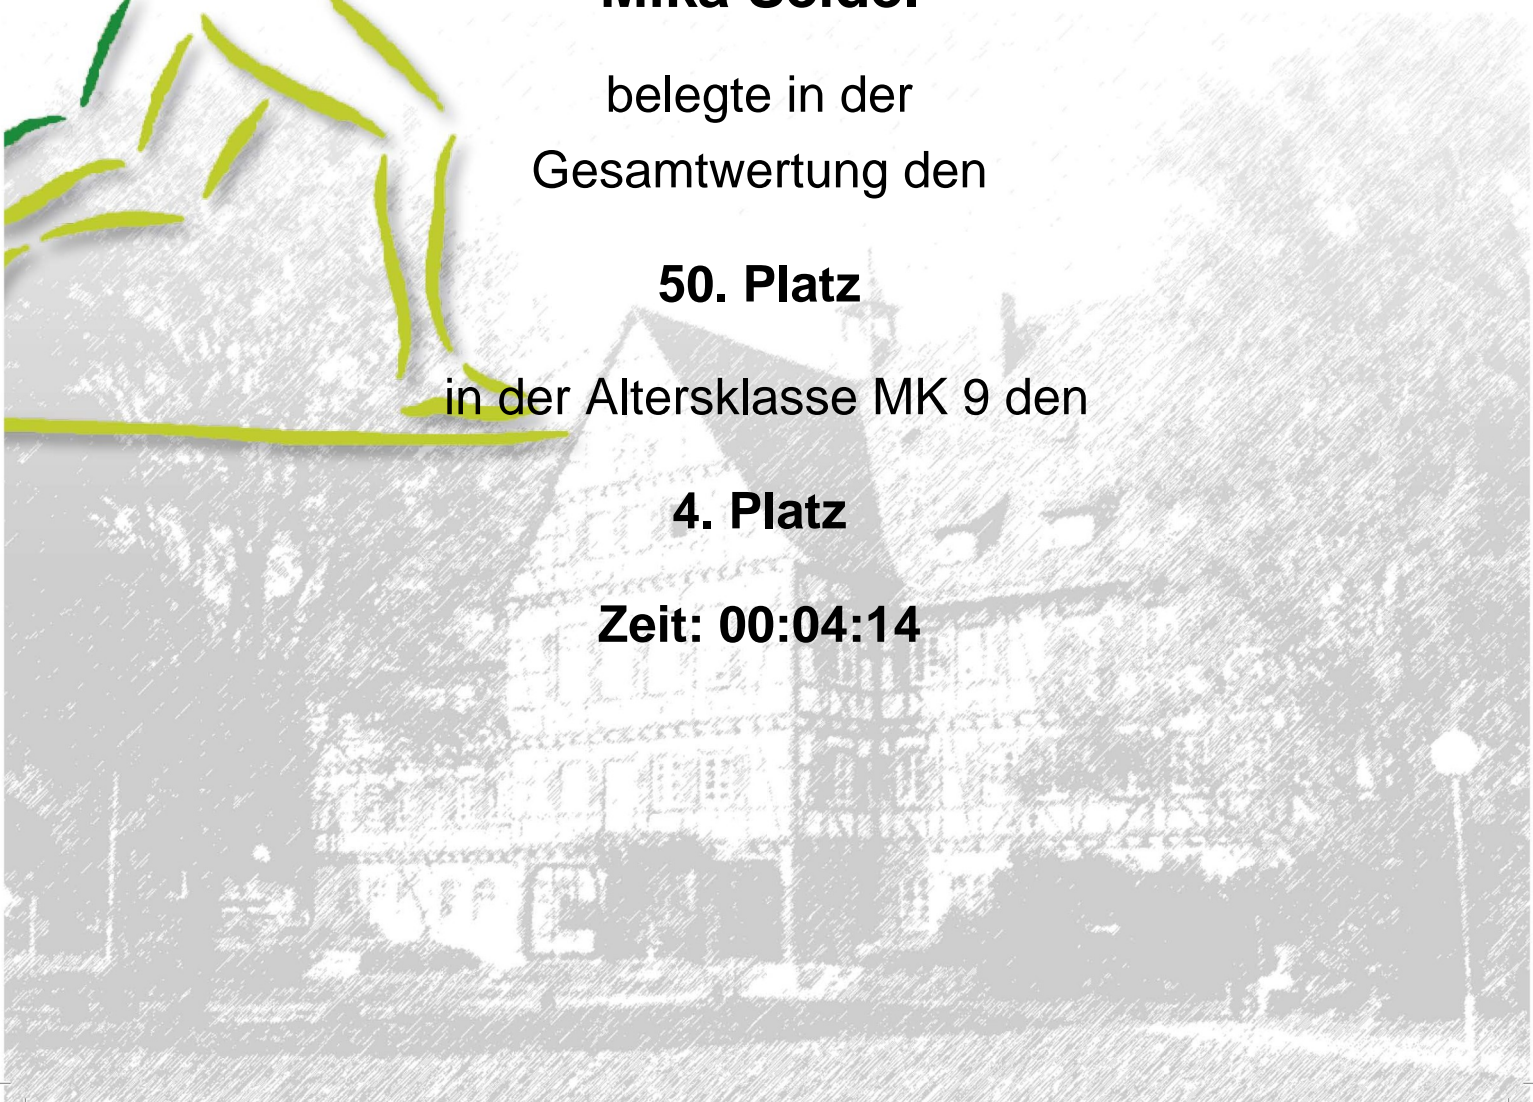 belegte in der
Gesamtwertung den
50. Platz
in der Altersklasse MK 9 den
4. Platz
Zeit: 00:04:14